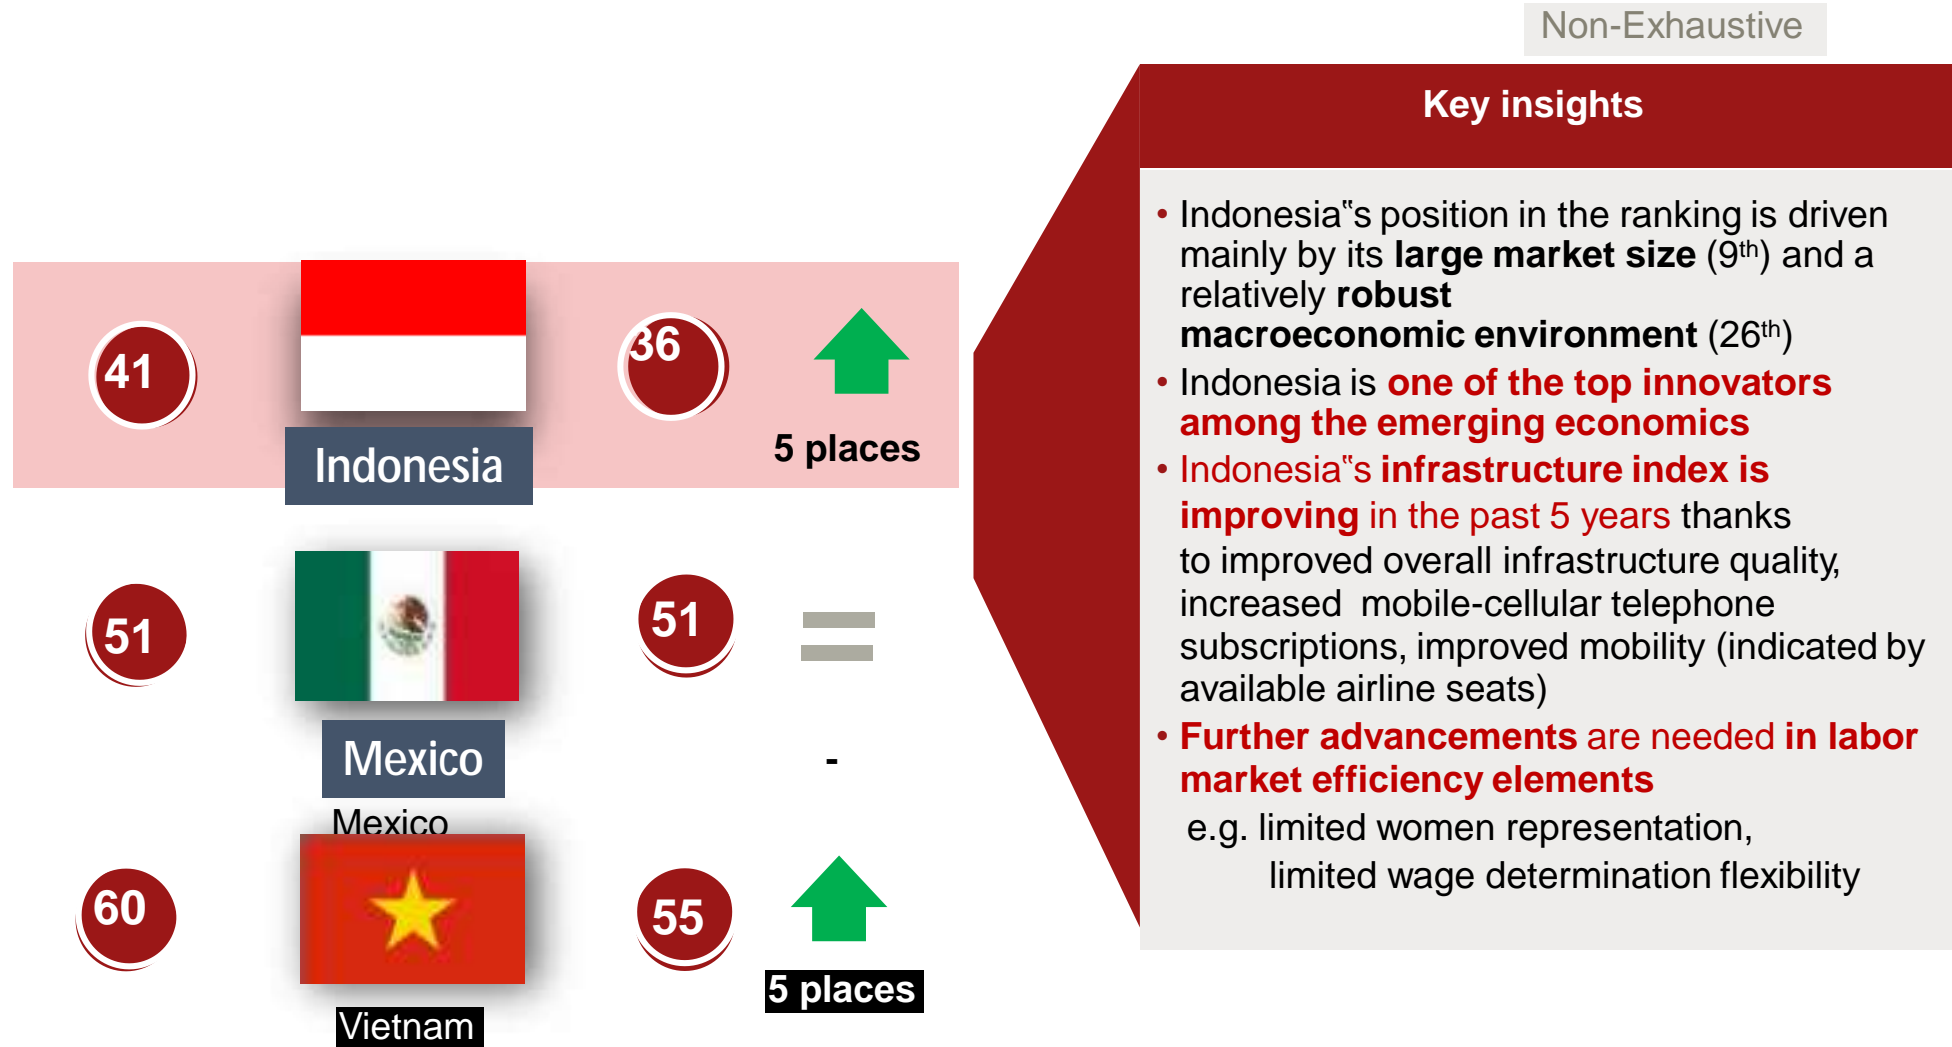 Non-Exhaustive
Key insights
41
Indonesia
36
5 places
51
Mexico
Mexico
51
-
60
Vietnam
55
5 places
• Indonesia‟s position in the ranking is driven
mainly by its large market size (9th) and a
relatively robust
macroeconomic environment (26th)
• Indonesia is one of the top innovators
among the emerging economics
• Indonesia‟s infrastructure index is
improving in the past 5 years thanks
to improved overall infrastructure quality,
increased mobile-cellular telephone
subscriptions, improved mobility (indicated by
available airline seats)
• Further advancements are needed in labor
market efficiency elements
e.g. limited women representation,
limited wage determination flexibility